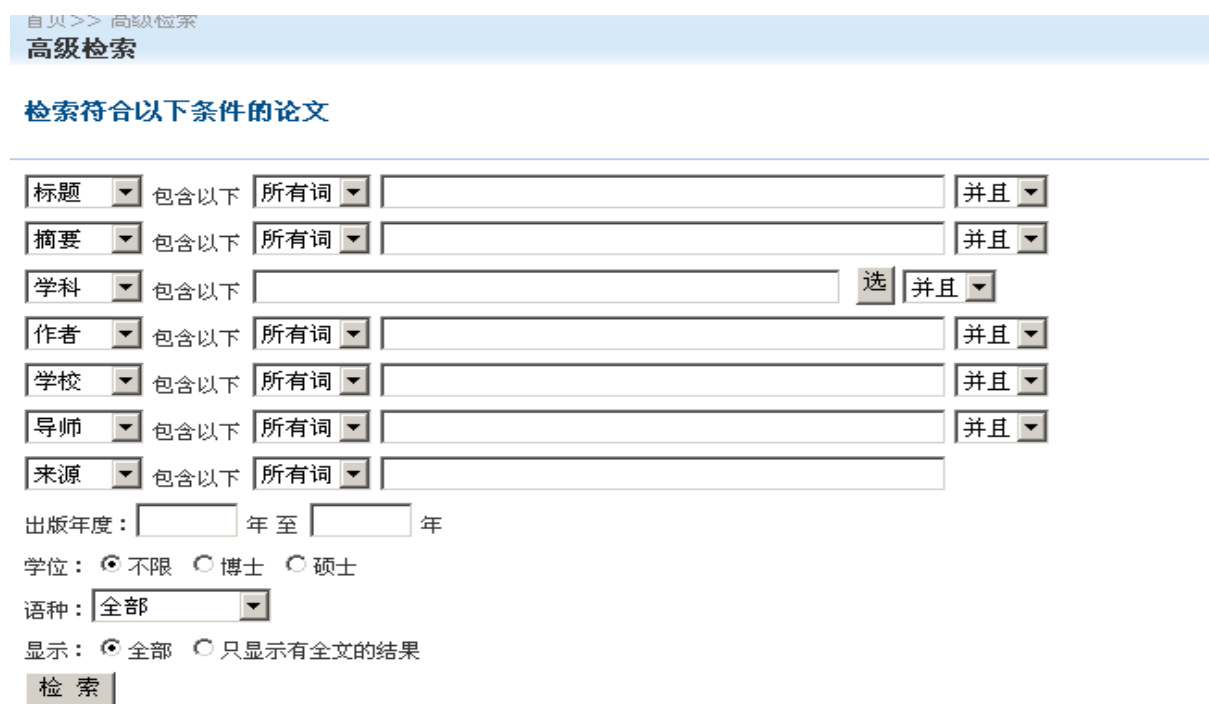 首页>> 高级检索
高级检索
检索符合以下条件的论文
标题 包含以下 所有词 并且
摘要 包含以下 所有词 并且
学科 包含以下 选 并且
作者 包含以下 所有词 并且
学校 包含以下 所有词 并且
导师 包含以下 所有词 并且
来源 包含以下 所有词
出版年度： 年 至 年
学位： 不限 博士 硕士
语种：全部
显示： 全部 只显示有全文的结果
检 索